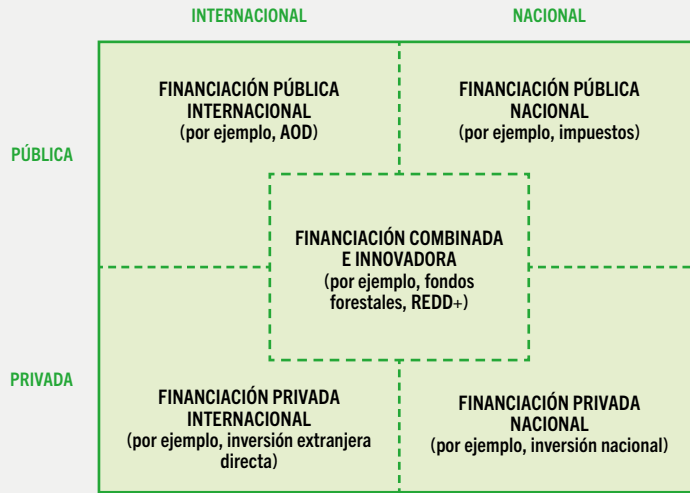 INTERNACIONAL
NACIONAL
PÚBLICA
FINANCIACIÓN PÚBLICA
INTERNACIONAL
(por ejemplo, AOD)
FINANCIACIÓN PÚBLICA
NACIONAL
(por ejemplo, impuestos)
FINANCIACIÓN COMBINADA
E INNOVADORA
(por ejemplo, fondos
forestales, REDD+)
PRIVADA
FINANCIACIÓN PRIVADA
INTERNACIONAL
(por ejemplo, inversión extranjera
directa)
FINANCIACIÓN PRIVADA
NACIONAL
(por ejemplo, inversión nacional)